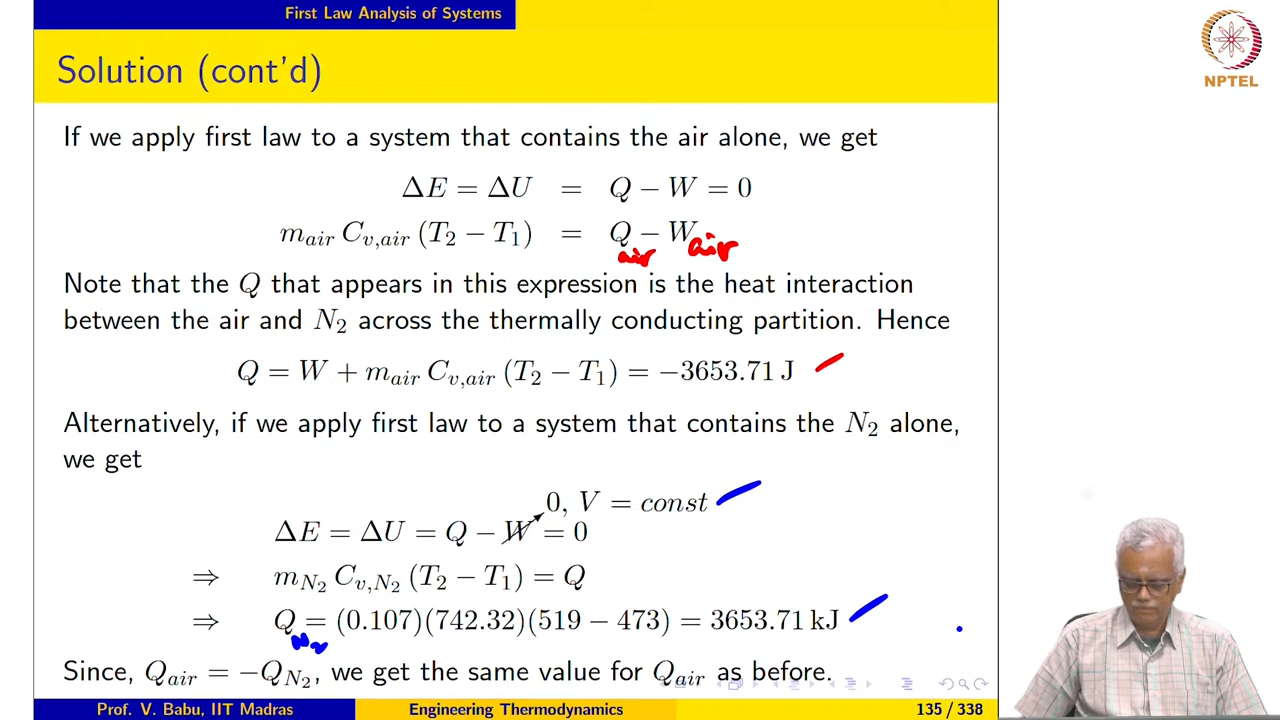 First Law Analysis of Systems
Solution (cont'd)
NPTEL
If we apply first law to a system that contains the air alone, we get
ΔE = ΔU = Q − W = 0
m_air C_v,air (T₂ − T₁) = Q − W
air air
Note that the Q that appears in this expression is the heat interaction
between the air and N₂ across the thermally conducting partition. Hence
Q = W + m_air C_v,air (T₂ − T₁) = −3653.71 J
Alternatively, if we apply first law to a system that contains the N₂ alone,
we get
0, V = const
ΔE = ΔU = Q − W = 0
⇒ m_N₂ C_v,N₂ (T₂ − T₁) = Q
⇒ Q = (0.107)(742.32)(519 − 473) = 3653.71 kJ
N₂
Since, Q_air = −Q_N₂, we get the same value for Q_air as before.
Prof. V. Babu, IIT Madras Engineering Thermodynamics 135 / 338